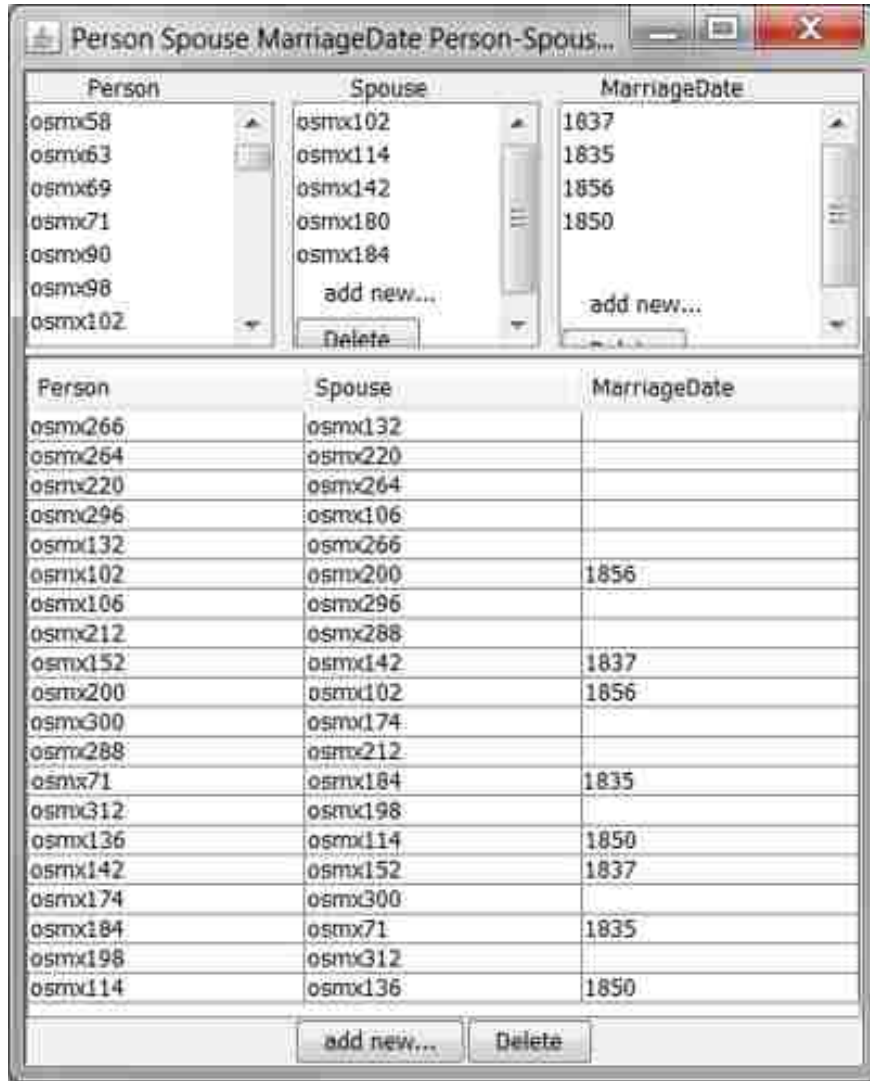 Person Spouse MarriageDate Person-Spous...
Person Spouse MarriageDate
osmx58 osmx102 1837
osmx63 osmx114 1835
osmx69 osmx142 1856
osmx71 osmx180 1850
osmx90 osmx184
osmx98 add new... add new...
osmx102 Delete
Person Spouse MarriageDate
osmx266 osmx132
osmx264 osmx220
osmx220 osmx264
osmx296 osmx106
osmx132 osmx266
osmx102 osmx200 1856
osmx106 osmx296
osmx212 osmx288
osmx152 osmx142 1837
osmx200 osmx102 1856
osmx300 osmx174
osmx288 osmx212
osmx71 osmx184 1835
osmx312 osmx198
osmx136 osmx114 1850
osmx142 osmx152 1837
osmx174 osmx300
osmx184 osmx71 1835
osmx198 osmx312
osmx114 osmx136 1850
add new... Delete